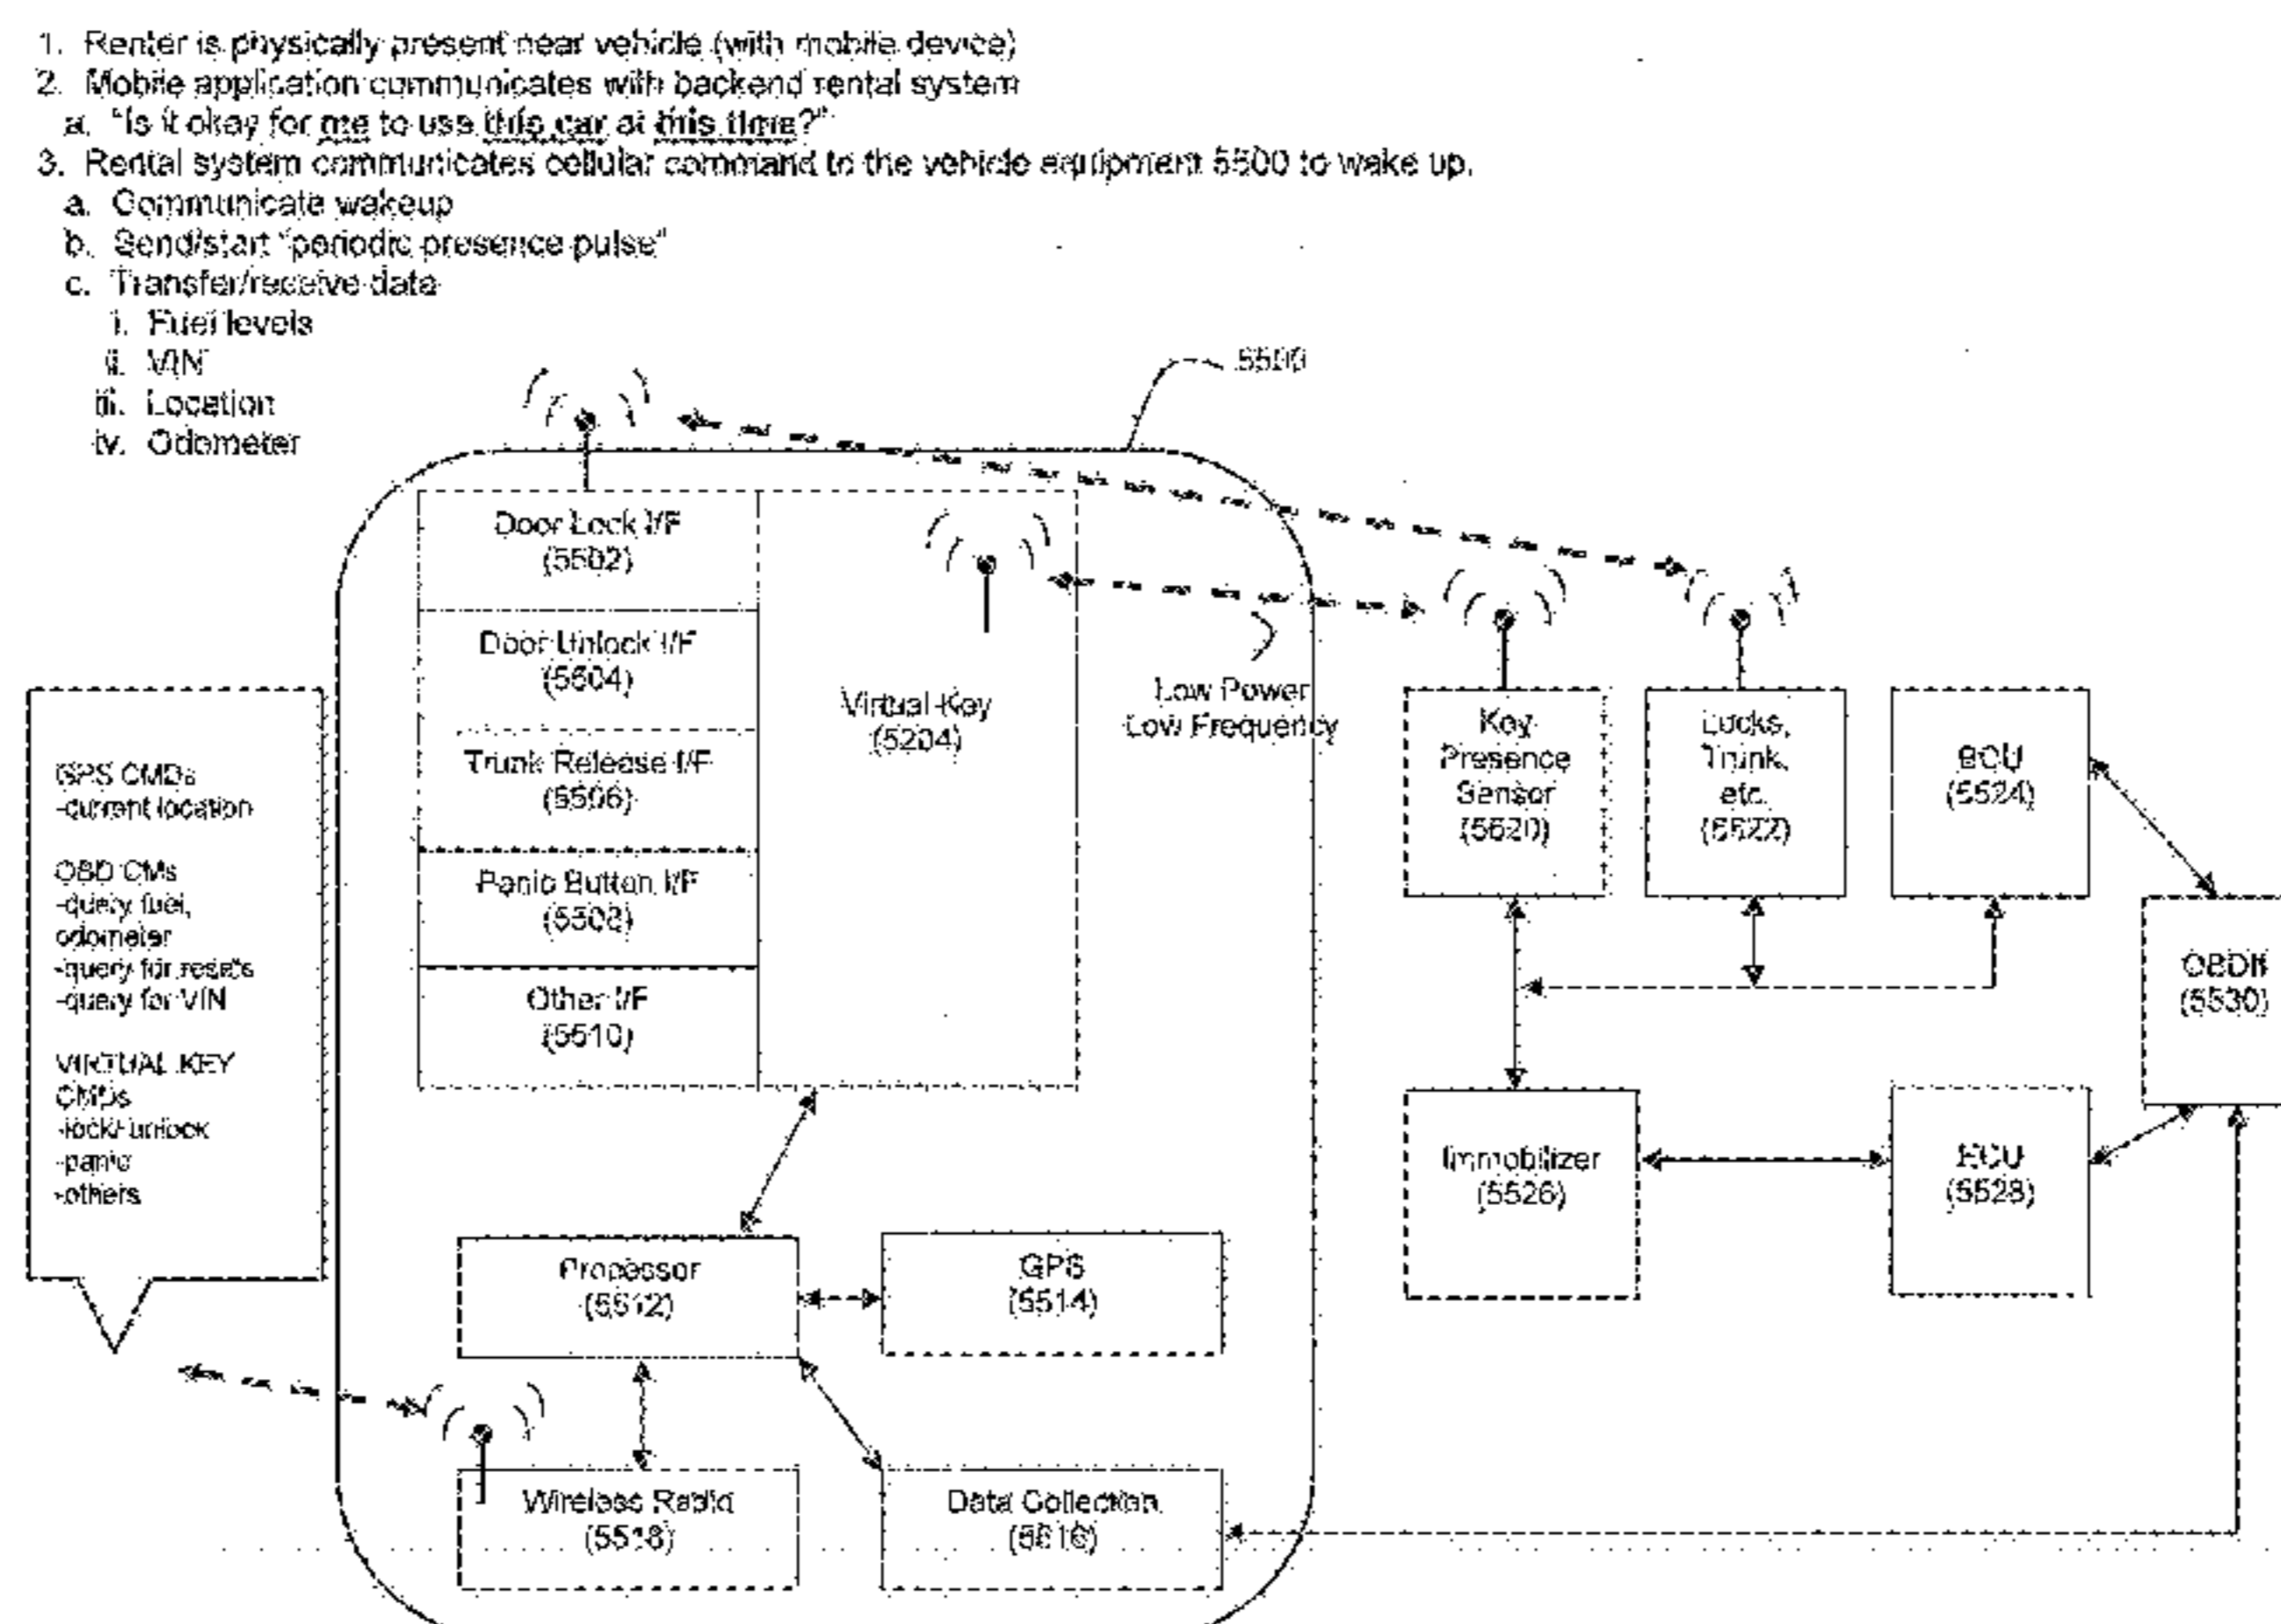 1. Renter is physically present near vehicle (with mobile device)
2. Mobile application communicates with backend rental system
a. "Is it okay for me to use this car at this time?"
3. Rental system communicates cellular command to the vehicle equipment 5500 to wake up.
a. Communicate wakeup
b. Send/start "periodic presence pulse"
c. Transfer/receive data
i. Fuel levels
ii. VIN
iii. Location
iv. Odometer
5500
Door Lock I/F
(5502)
Door Unlock I/F
(5504)
Trunk Release I/F
(5506)
Panic Button I/F
(5508)
Other I/F
(5510)
Virtual Key
(5204)
Low Power
Low Frequency
Key
Presence
Sensor
(5520)
Locks,
Trunk,
etc.
(5522)
BCU
(5524)
OBDII
(5530)
Immobilizer
(5526)
ECU
(5528)
GPS CMDs
-current location
OBD CMs
-query fuel,
odometer
-query for resets
-query for VIN
VIRTUAL KEY
CMDs
-lock/ unlock
-panic
-others
Processor
(5512)
GPS
(5514)
Wireless Radio
(5518)
Data Collection
(5516)